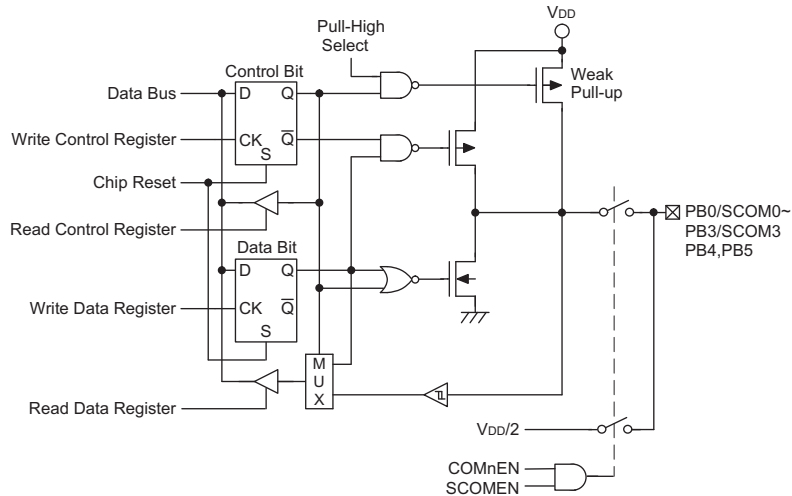 VDD
Pull-High
Select
Control Bit
Weak
Pull-up
Data Bus
D
Q
Write Control Register
CK
Q
S
Chip Reset
PB0/SCOM0~
PB3/SCOM3
PB4,PB5
Read Control Register
Data Bit
D
Q
Write Data Register
CK
Q
S
M
U
X
Read Data Register
VDD/2
COMnEN
SCOMEN